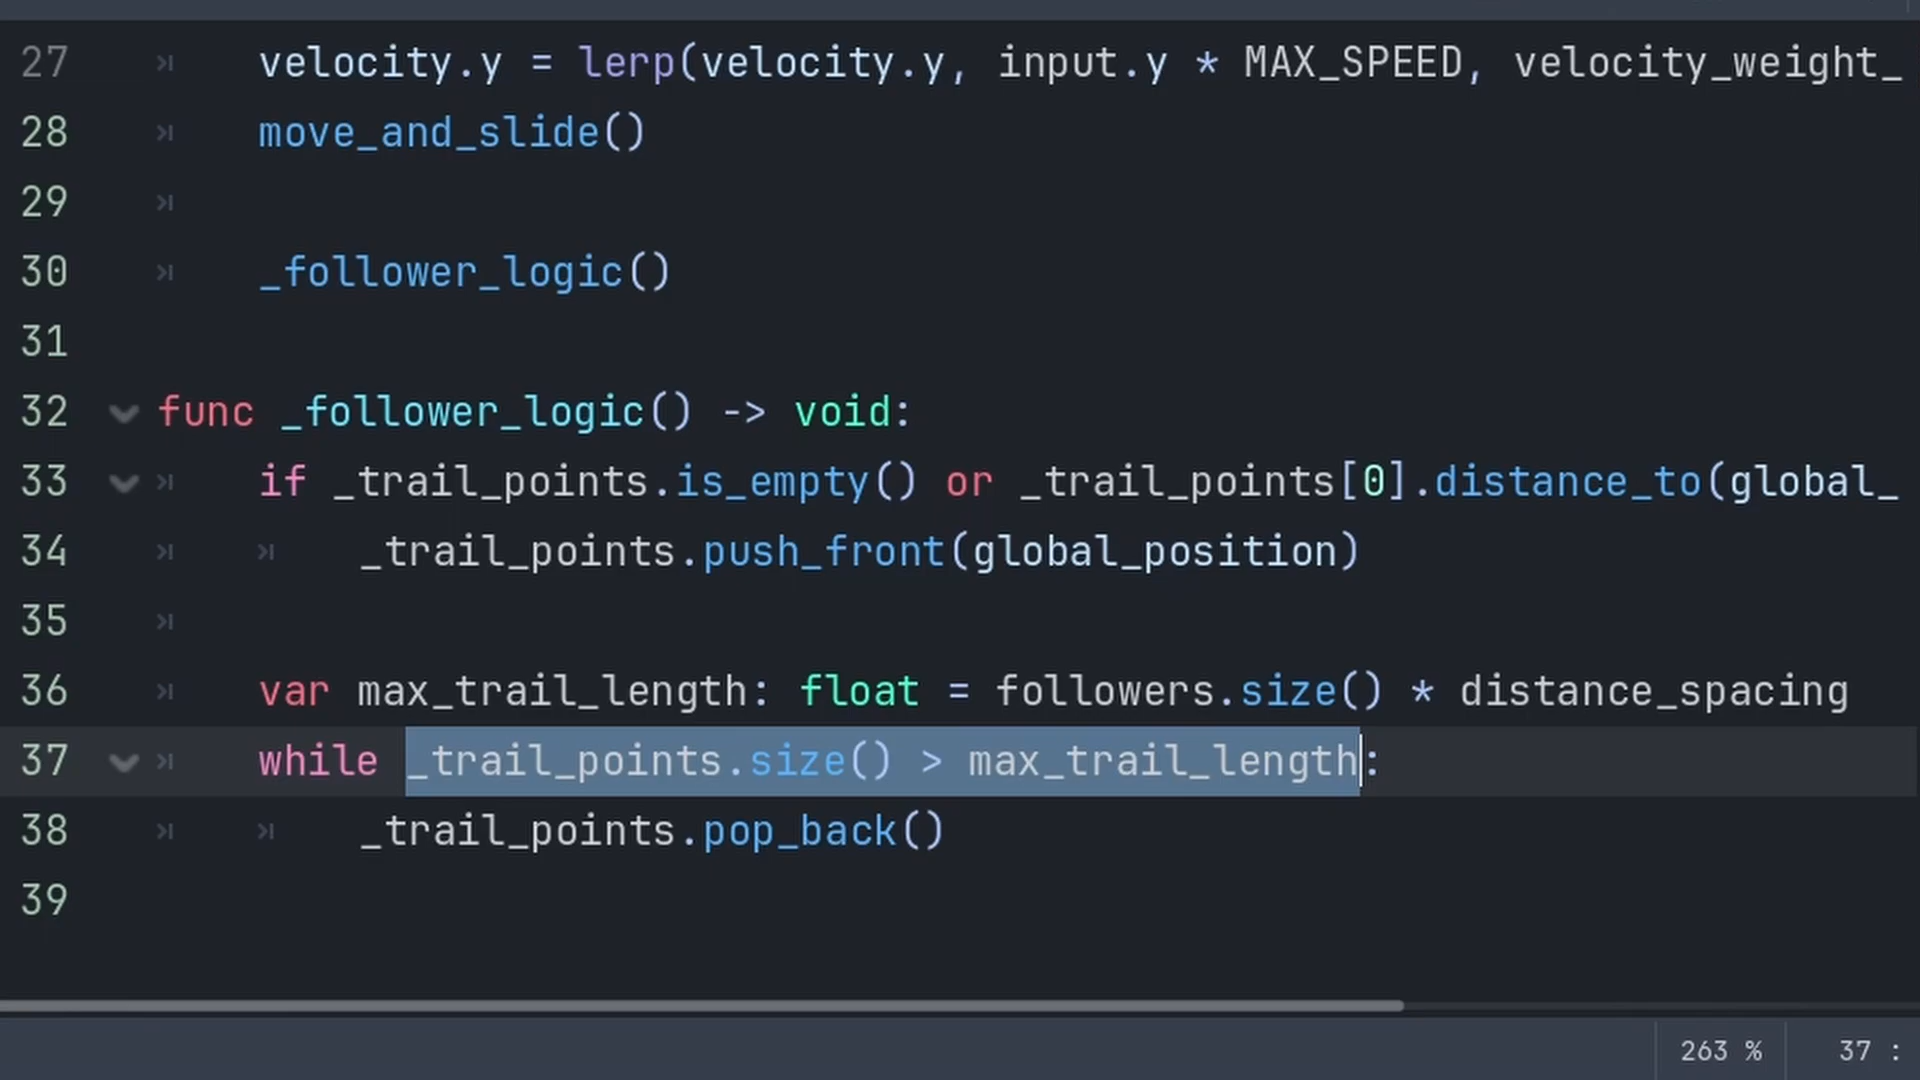 27 velocity.y = lerp(velocity.y, input.y * MAX_SPEED, velocity_weight_
28 move_and_slide()
29
30 _follower_logic()
31
32 func _follower_logic() -> void:
33 if _trail_points.is_empty() or _trail_points[0].distance_to(global_
34 _trail_points.push_front(global_position)
35
36 var max_trail_length: float = followers.size() * distance_spacing
37 while _trail_points.size() > max_trail_length:
38 _trail_points.pop_back()
39
263 % 37 :